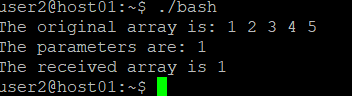 user2@host01:~$ ./bash
The original array is: 1 2 3 4 5
The parameters are: 1
The received array is 1
user2@host01:~$